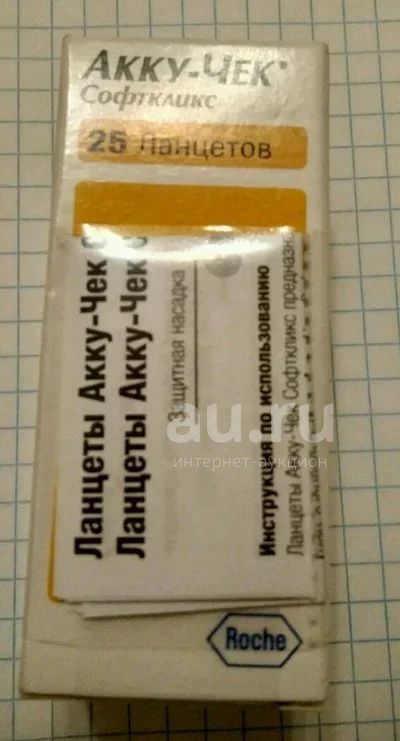 АККУ-ЧЕК®
Софткликс
25 Ланцетов
Ланцеты Акку-Чек С
Ланцеты Акку-Чек С
Защитная насадка
Инструкция по использованию
Ланцеты Акку-Чек Софткликс предназна
au.ru
интернет-аукцион
Roche